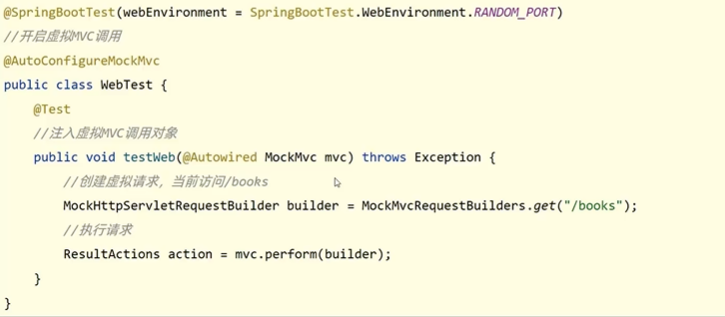 @SpringBootTest(webEnvironment = SpringBootTest.WebEnvironment.RANDOM_PORT)
//开启虚拟MVC调用
@AutoConfigureMockMvc
public class WebTest {
    @Test
    //注入虚拟MVC调用对象
    public void testWeb(@Autowired MockMvc mvc) throws Exception {
        //创建虚拟请求，当前访问/books
        MockHttpServletRequestBuilder builder = MockMvcRequestBuilders.get("/books");
        //执行请求
        ResultActions action = mvc.perform(builder);
    }
}